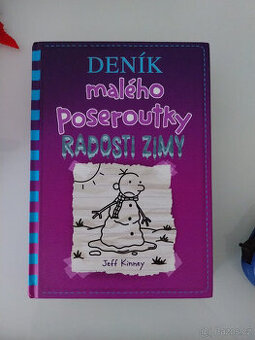 DENÍK
malého
poseroutky
RADOSTI ZIMY
Jeff Kinney